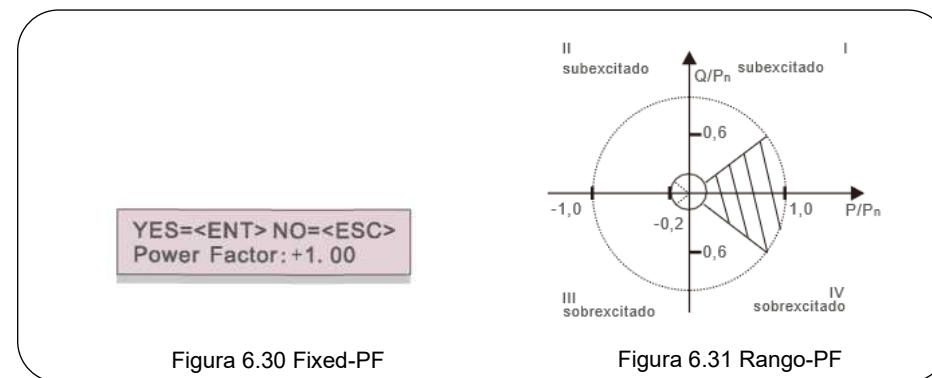 YES=<ENT> NO=<ESC>
Power Factor:+1. 00
Figura 6.30 Fixed-PF
II
subexcitado
I
subexcitado
Q/Pn
0,6
-1,0
-0,2
1,0
P/Pn
0,6
III
sobrexcitado
IV
sobrexcitado
Figura 6.31 Rango-PF